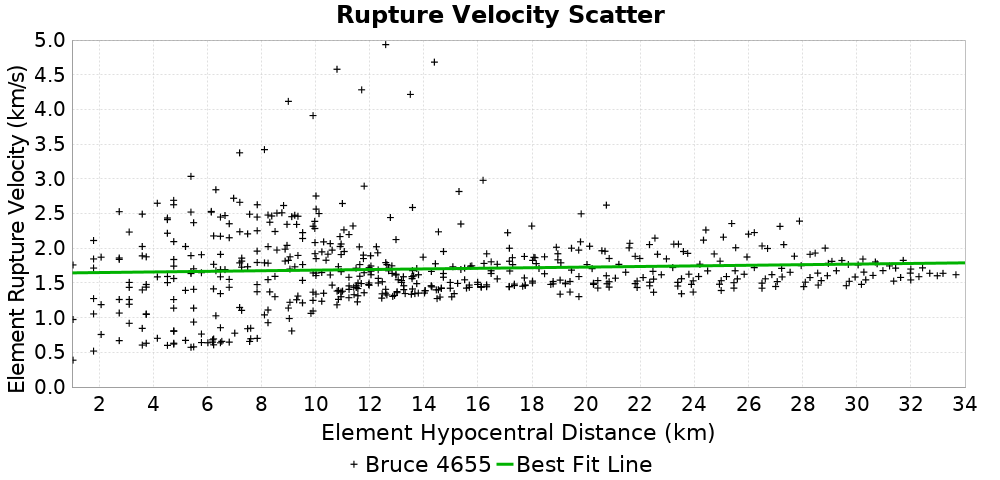 Rupture Velocity Scatter
Element Rupture Velocity (km/s)
5.0
4.5
4.0
3.5
3.0
2.5
2.0
1.5
1.0
0.5
0.0
2 4 6 8 10 12 14 16 18 20 22 24 26 28 30 32 34
Element Hypocentral Distance (km)
Bruce 4655 Best Fit Line